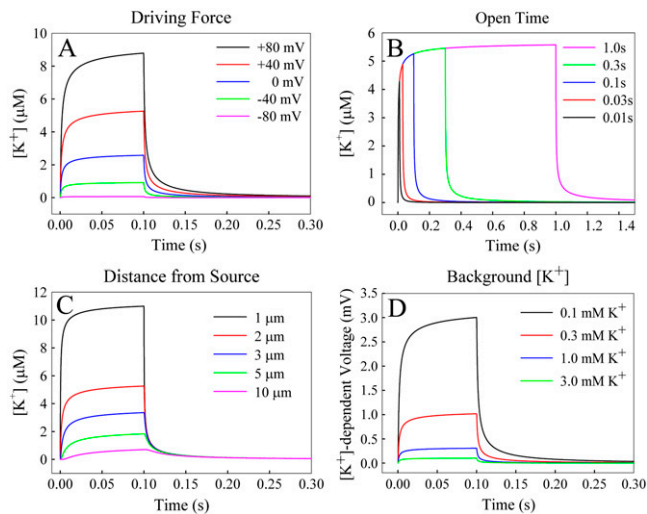 Driving Force
A
+80 mV
+40 mV
0 mV
-40 mV
-80 mV
[K+] (μM)
10
8
6
4
2
0
0.00 0.05 0.10 0.15 0.20 0.25 0.30
Time (s)
Open Time
B
1.0s
0.3s
0.1s
0.03s
0.01s
[K+] (μM)
6
5
4
3
2
1
0
0.0 0.2 0.4 0.6 0.8 1.0 1.2 1.4
Time (s)
Distance from Source
C
1 μm
2 μm
3 μm
5 μm
10 μm
[K+] (μM)
12
10
8
6
4
2
0
0.00 0.05 0.10 0.15 0.20 0.25 0.30
Time (s)
Background [K+]
D
0.1 mM K+
0.3 mM K+
1.0 mM K+
3.0 mM K+
[K+]-dependent Voltage (mV)
3.5
3.0
2.5
2.0
1.5
1.0
0.5
0.0
0.00 0.05 0.10 0.15 0.20 0.25 0.30
Time (s)